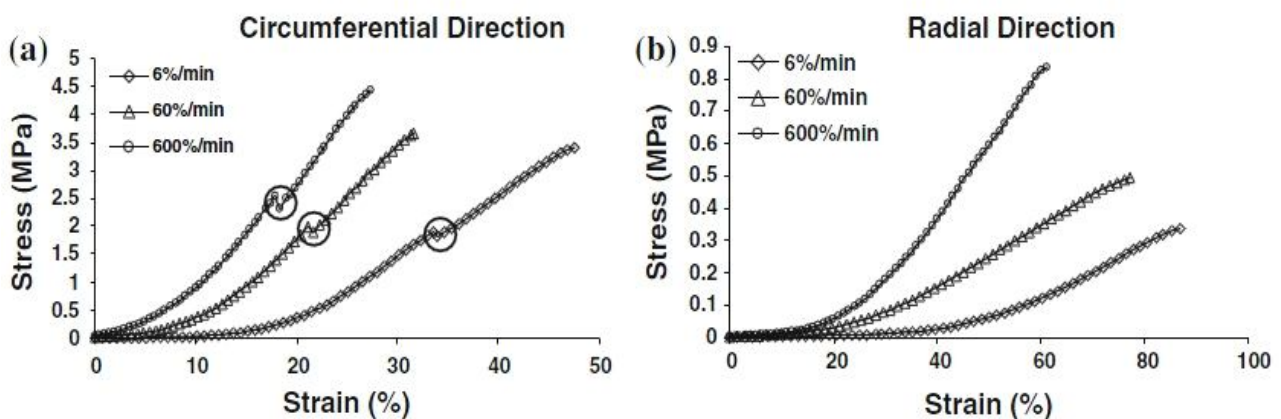 (a)
Circumferential Direction
6%/min
60%/min
600%/min
5
4.5
4
3.5
3
2.5
2
1.5
1
0.5
0
Stress (MPa)
0 10 20 30 40 50
Strain (%)
(b)
Radial Direction
6%/min
60%/min
600%/min
0.9
0.8
0.7
0.6
0.5
0.4
0.3
0.2
0.1
0
Stress (MPa)
0 20 40 60 80 100
Strain (%)